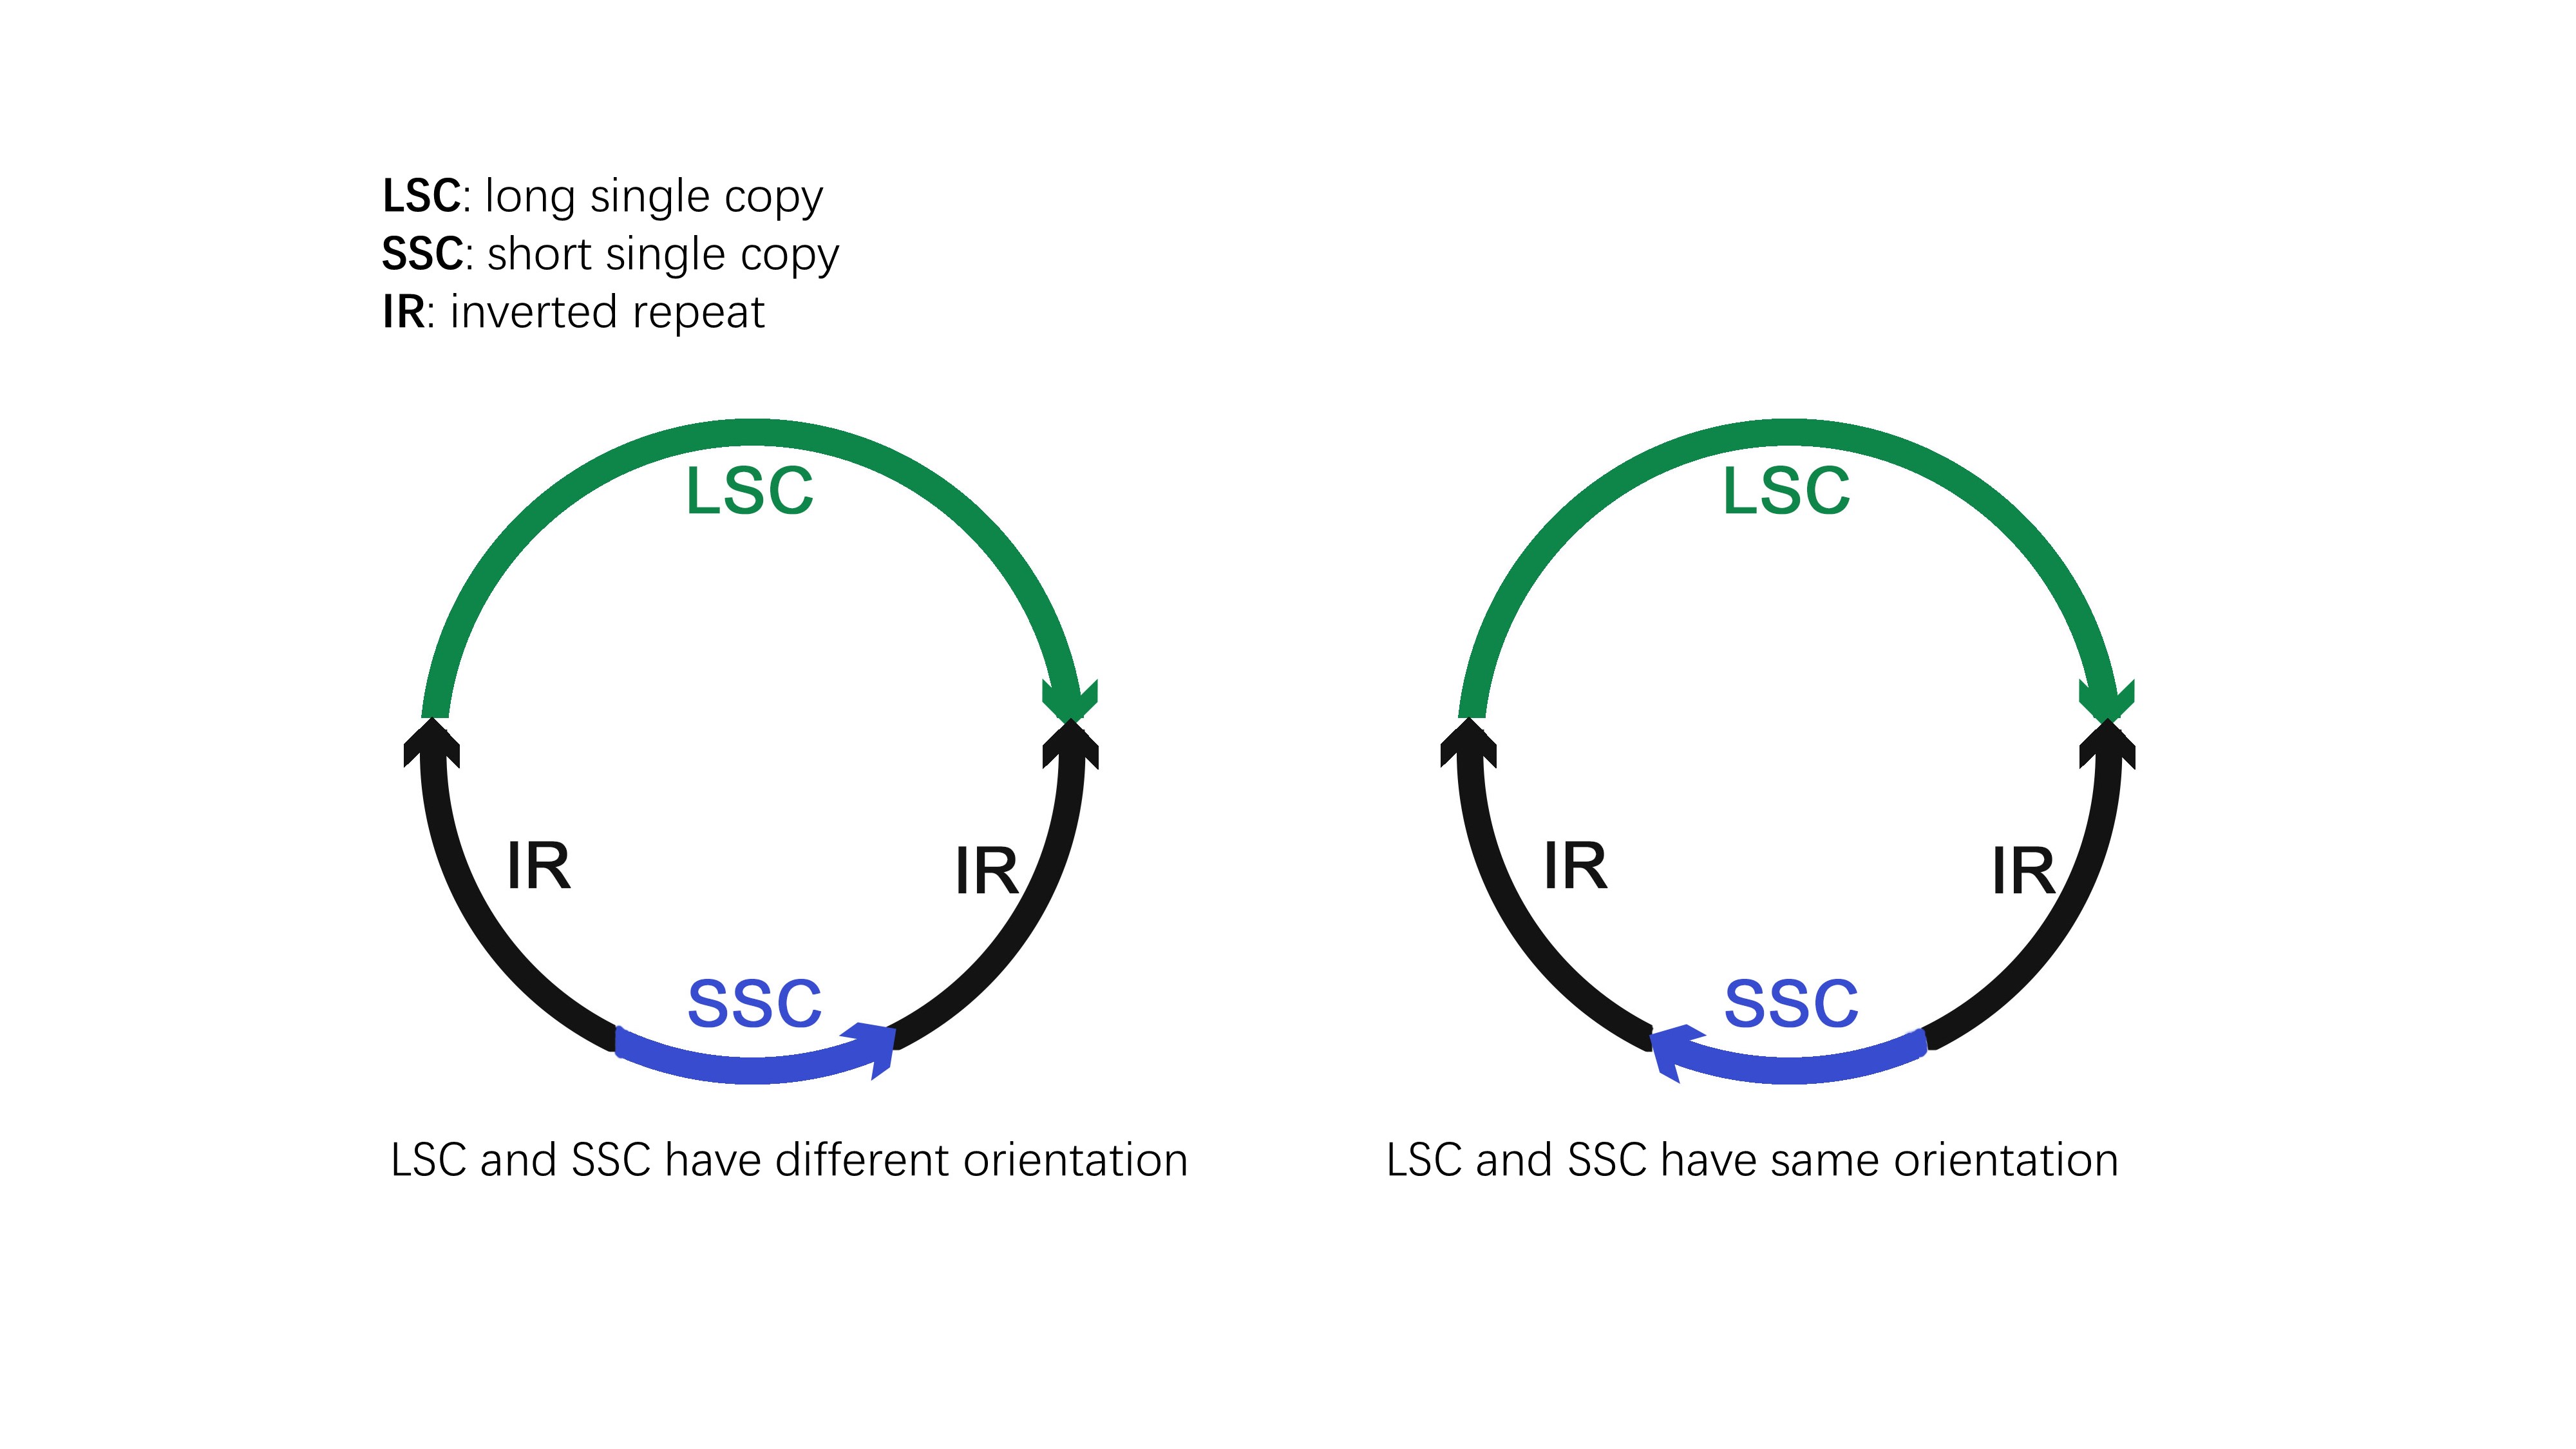 LSC: long single copy
SSC: short single copy
IR: inverted repeat
LSC
IR
IR
SSC
LSC and SSC have different orientation
LSC
IR
IR
SSC
LSC and SSC have same orientation